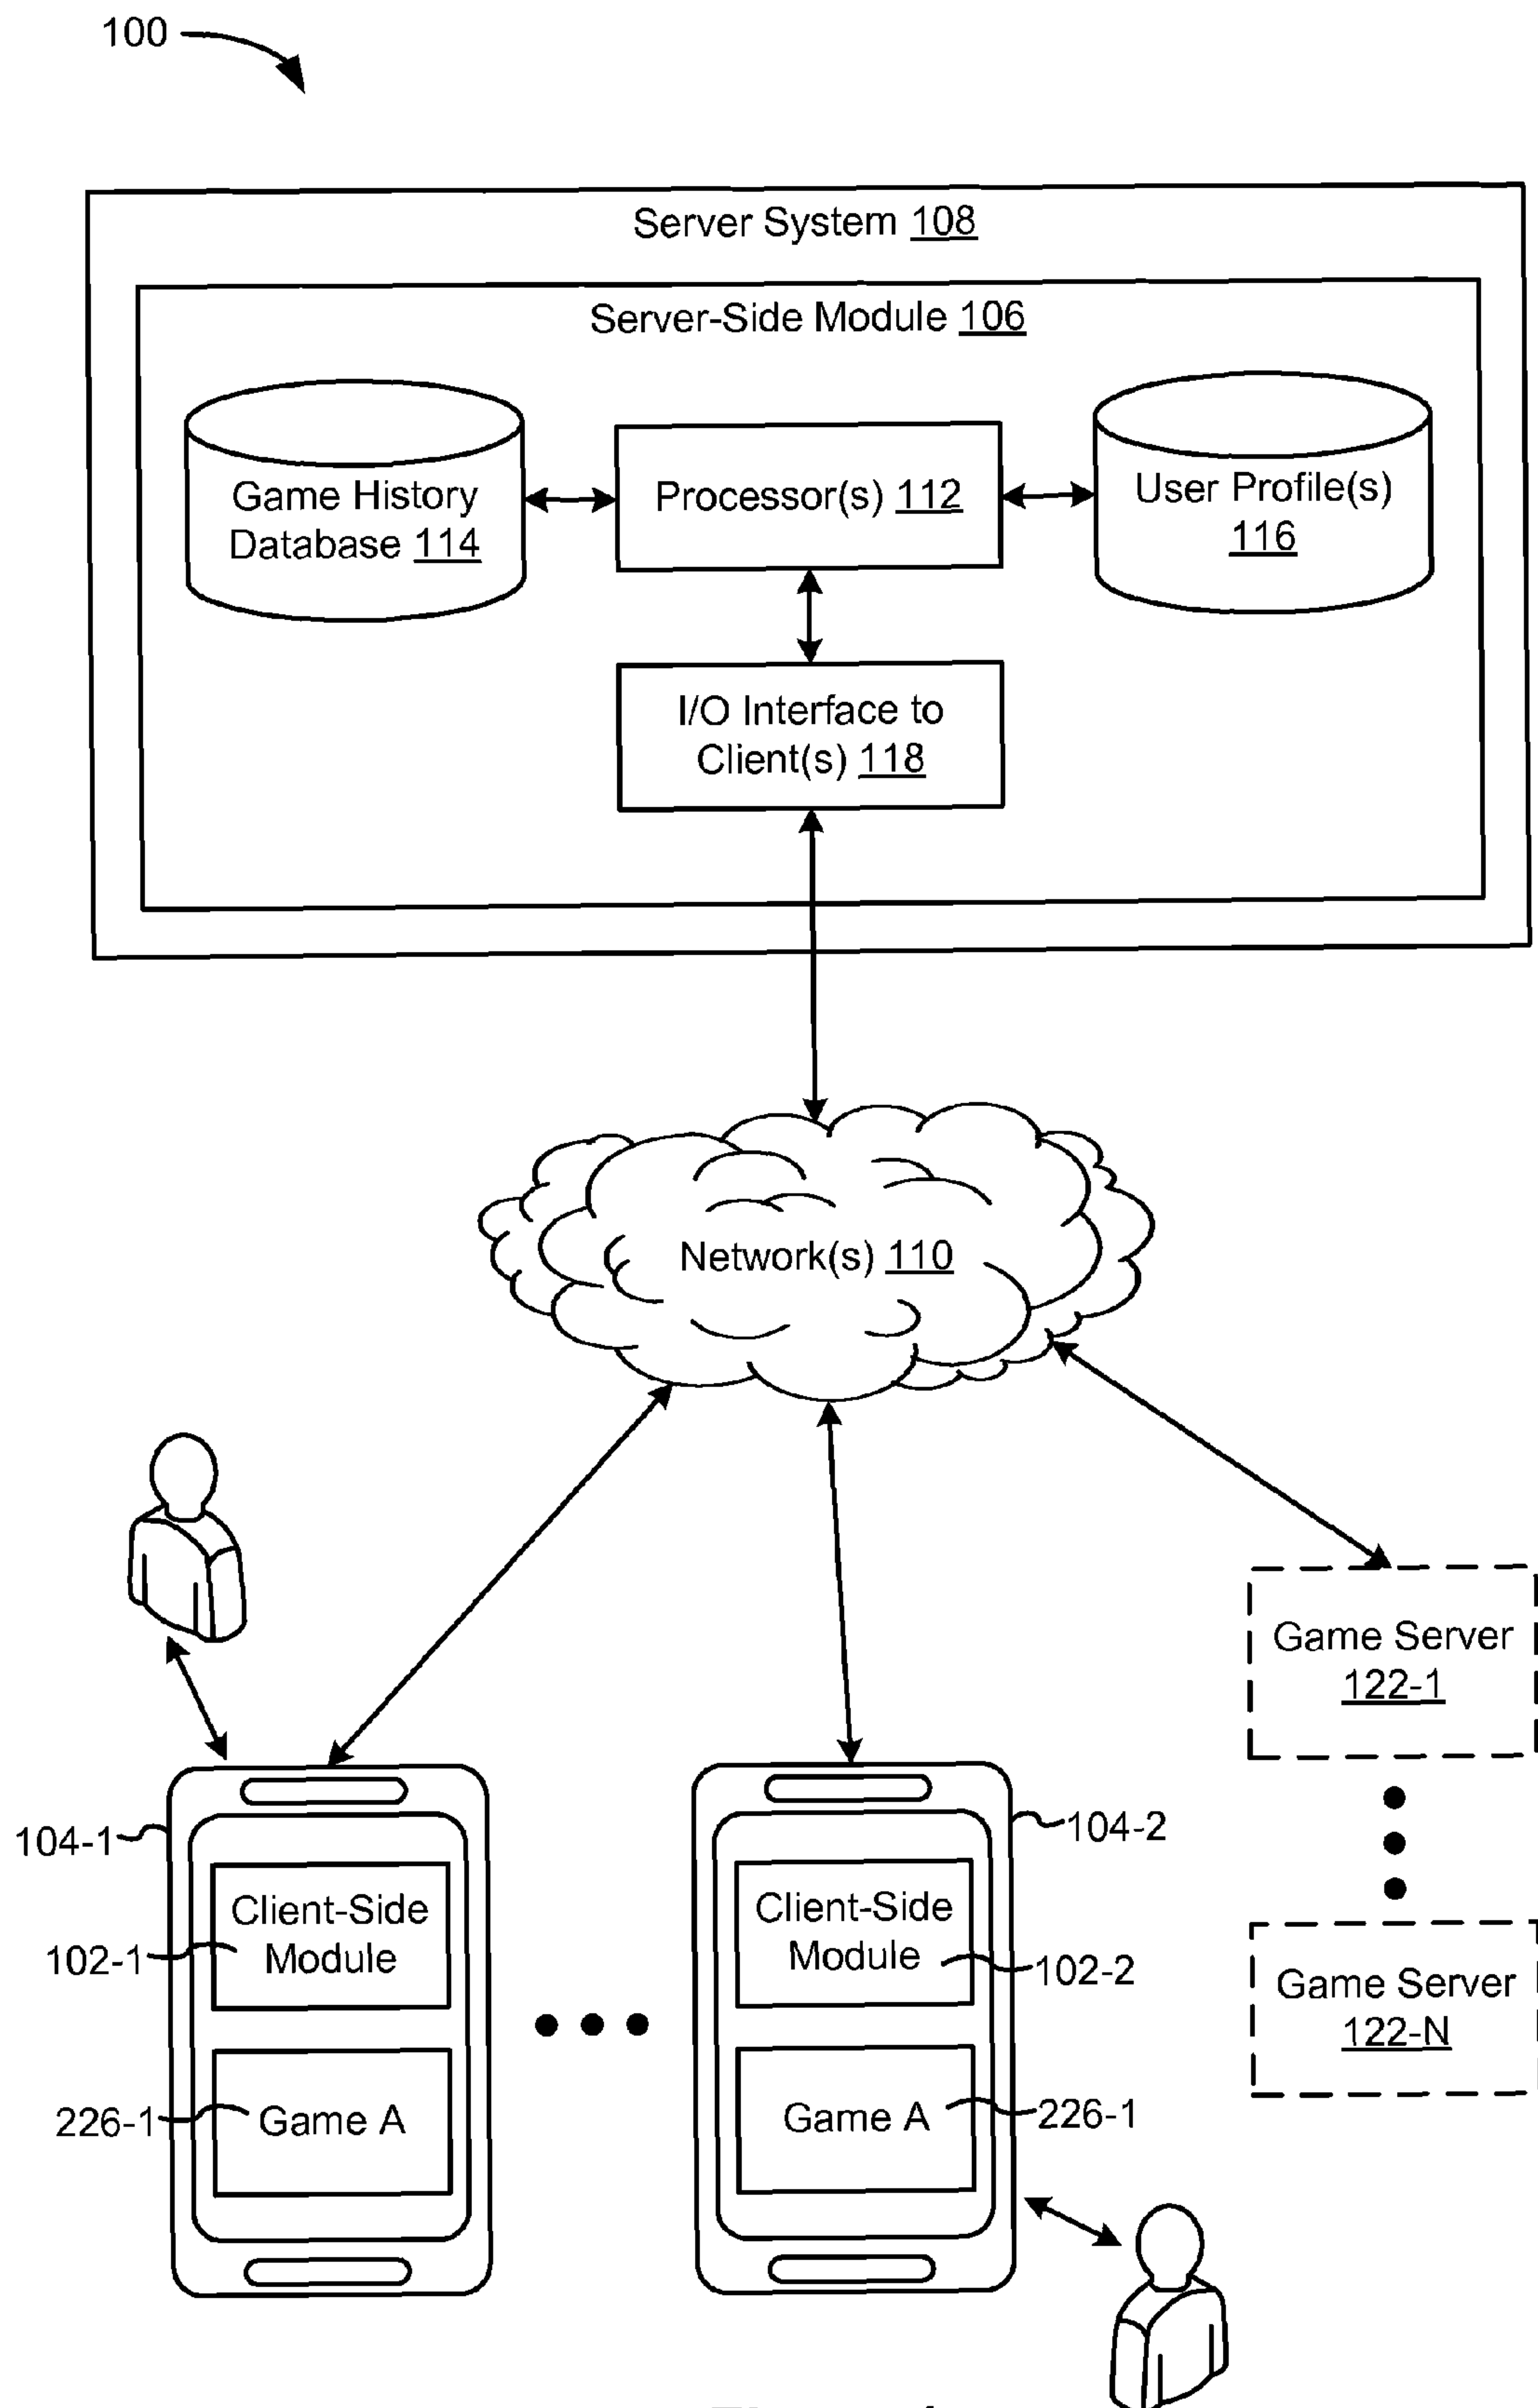 100
Server System 108
Server-Side Module 106
Game History
Database 114
Processor(s) 112
User Profile(s)
116
I/O Interface to
Client(s) 118
Network(s) 110
Game Server
122-1
104-1
Client-Side
Module
102-1
226-1
Game A
104-2
Client-Side
Module
102-2
Game A
226-1
Game Server
122-N